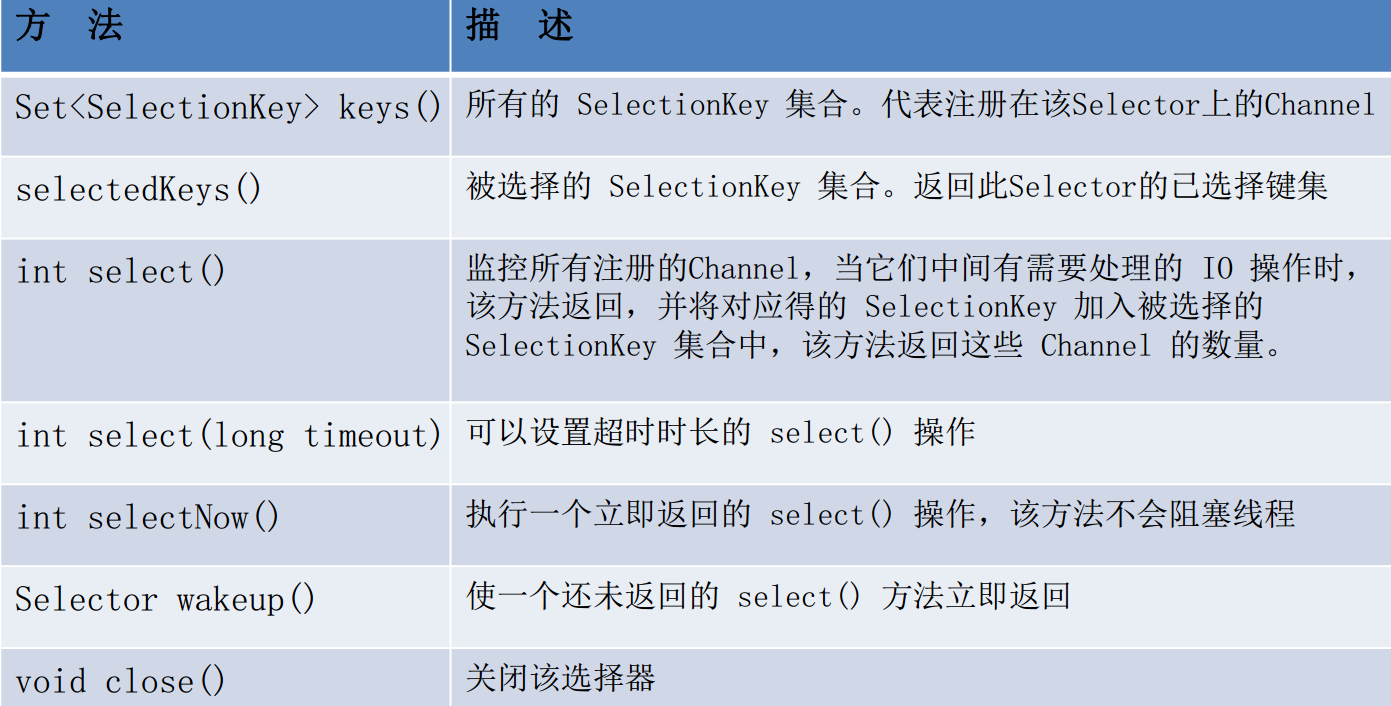 方 法
描 述
Set<SelectionKey> keys()
所有的 SelectionKey 集合。代表注册在该Selector上的Channel
selectedKeys()
被选择的 SelectionKey 集合。返回此Selector的已选择键集
int select()
监控所有注册的Channel，当它们中间有需要处理的 IO 操作时，
该方法返回，并将对应得的 SelectionKey 加入被选择的
SelectionKey 集合中，该方法返回这些 Channel 的数量。
int select(long timeout)
可以设置超时时长的 select() 操作
int selectNow()
执行一个立即返回的 select() 操作，该方法不会阻塞线程
Selector wakeup()
使一个还未返回的 select() 方法立即返回
void close()
关闭该选择器